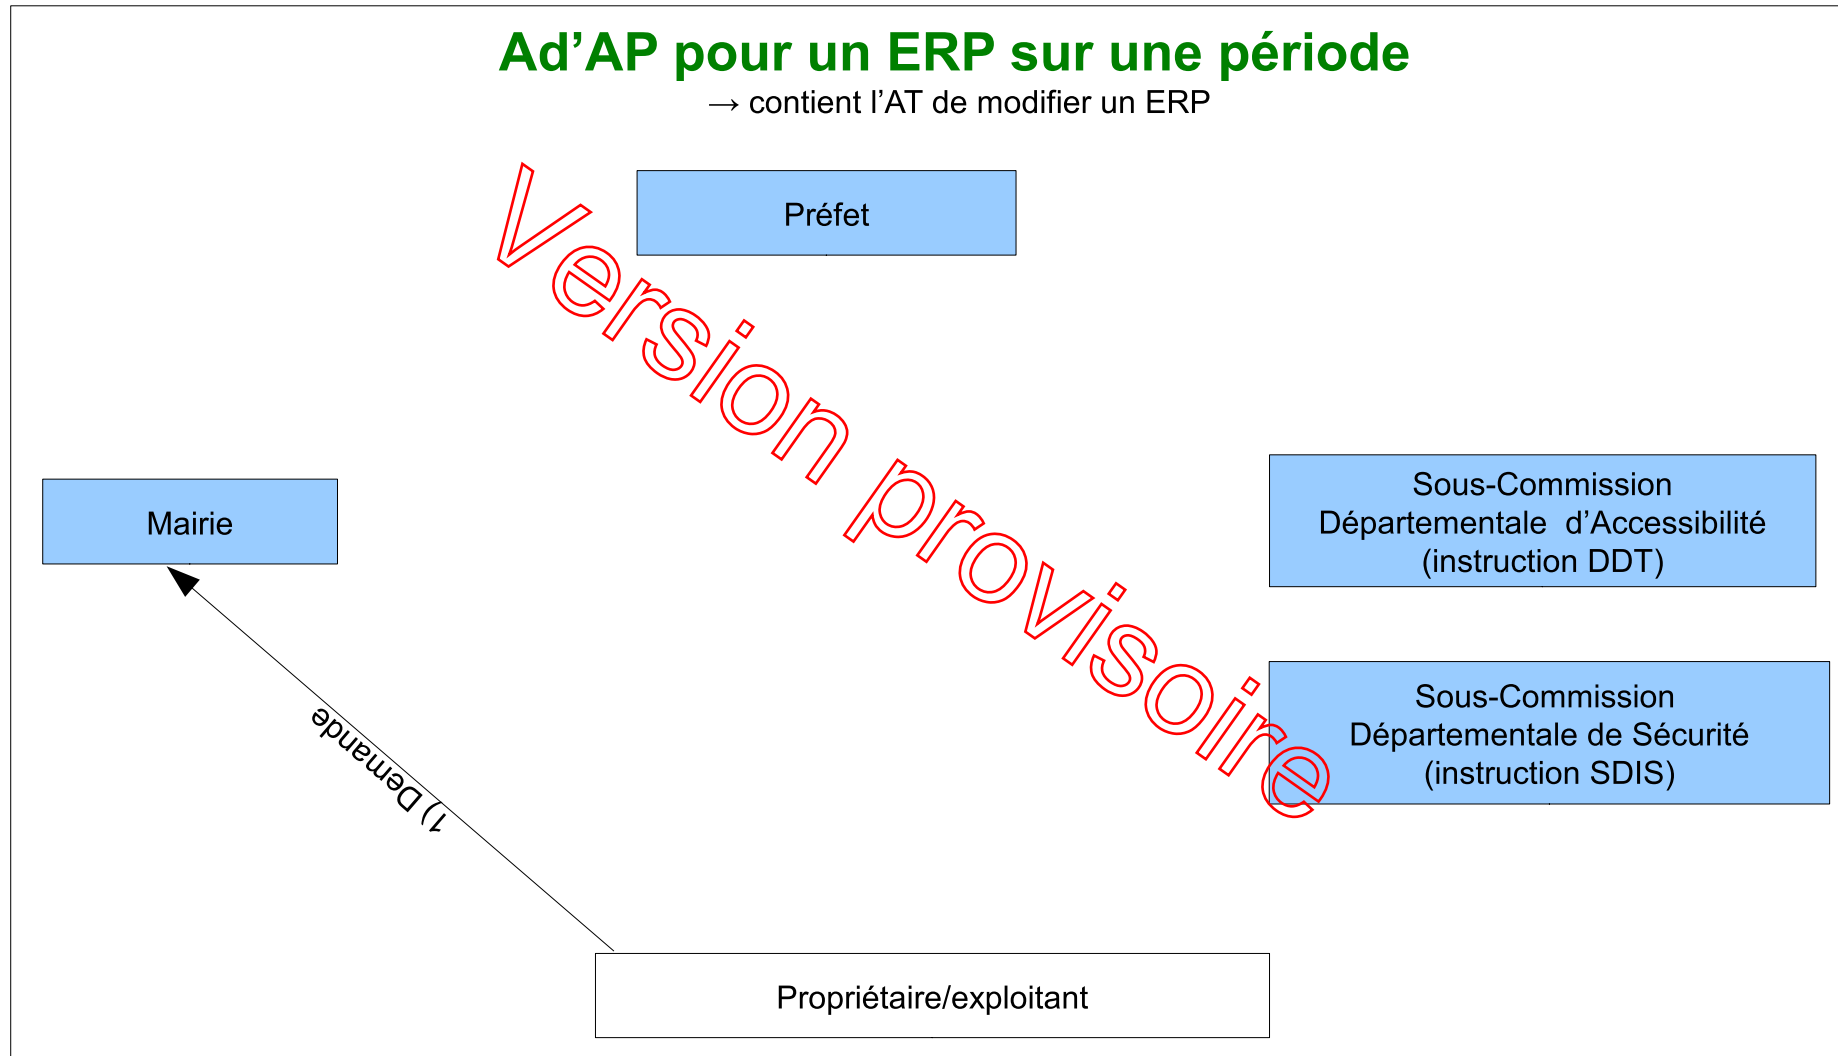 Ad’AP pour un ERP sur une période
→ contient l’AT de modifier un ERP
Préfet
Version provisoire
Mairie
Sous-Commission
Départementale d’Accessibilité
(instruction DDT)
Sous-Commission
Départementale de Sécurité
(instruction SDIS)
1) Demande
Propriétaire/exploitant